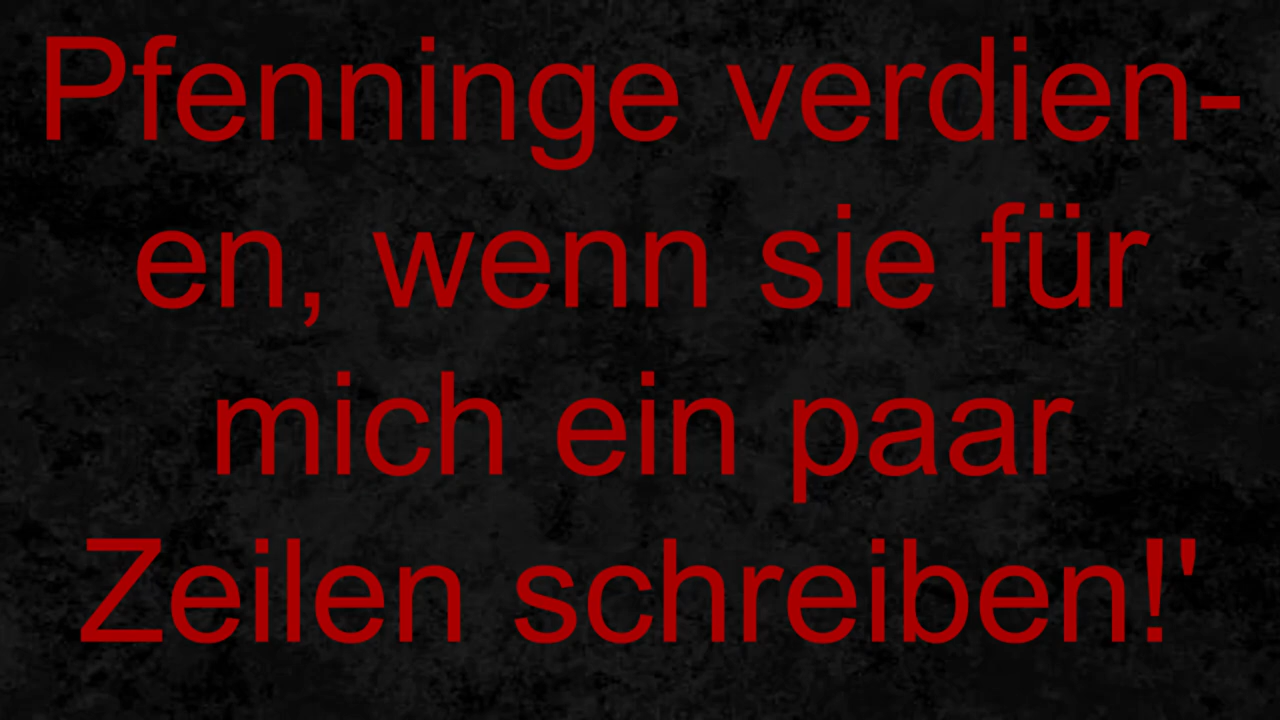 Pfenninge verdien-
en, wenn sie für
mich ein paar
Zeilen schreiben!'